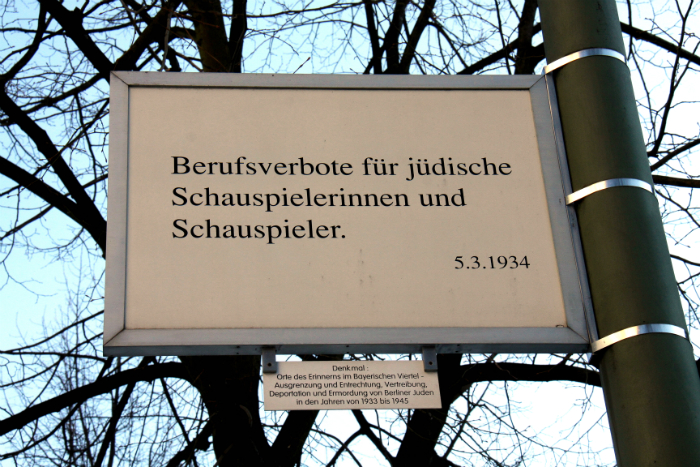 Berufsverbote für jüdische
Schauspielerinnen und
Schauspieler.
5.3.1934
Denkmal:
Orte des Erinnerns im Bayerischen Viertel -
Ausgrenzung und Entrechtung, Vertreibung,
Deportation und Ermordung von Berliner Juden
in den Jahren von 1933 bis 1945